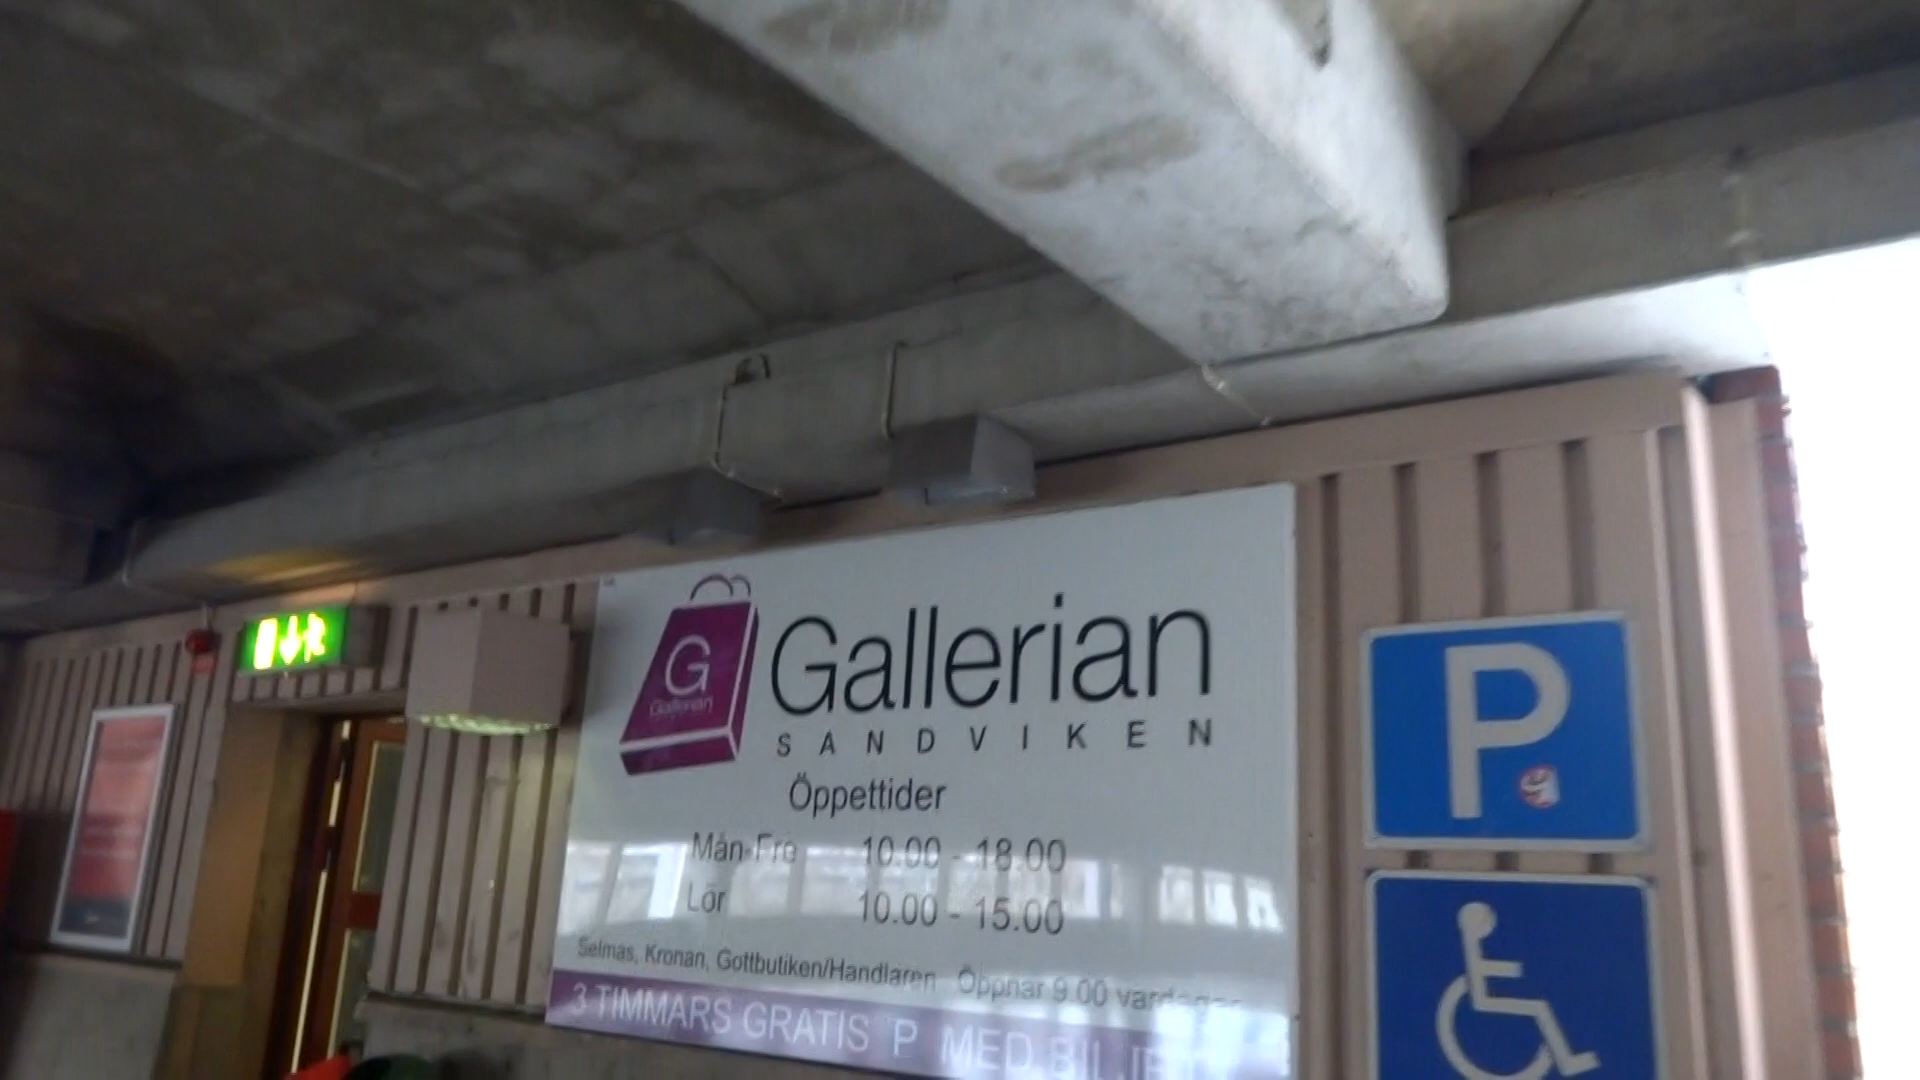 G
Gallerian
Gallerian
SANDVIKEN
Öppettider
Mån-Fre 10.00 - 18.00
Lör 10.00 - 15.00
Selmas, Kronan, Gottbutiken/Handlaren Öppnar 9.00 vardagar
3 TIMMARS GRATIS P MED
P